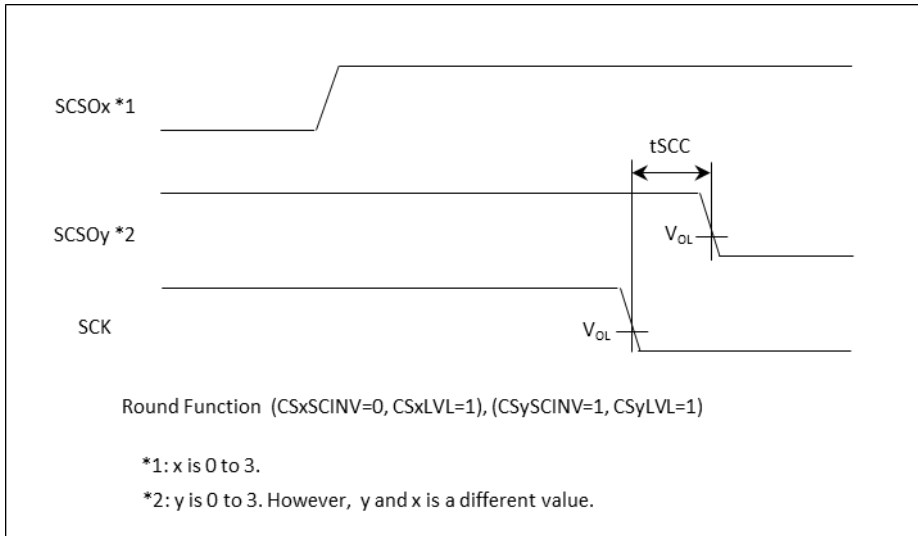 SCSOx *1
tSCC
SCSOy *2
VOL
SCK
VOL
Round Function (CSxSCINV=0, CSxLVL=1), (CSySCINV=1, CSyLVL=1)
*1: x is 0 to 3.
*2: y is 0 to 3. However, y and x is a different value.